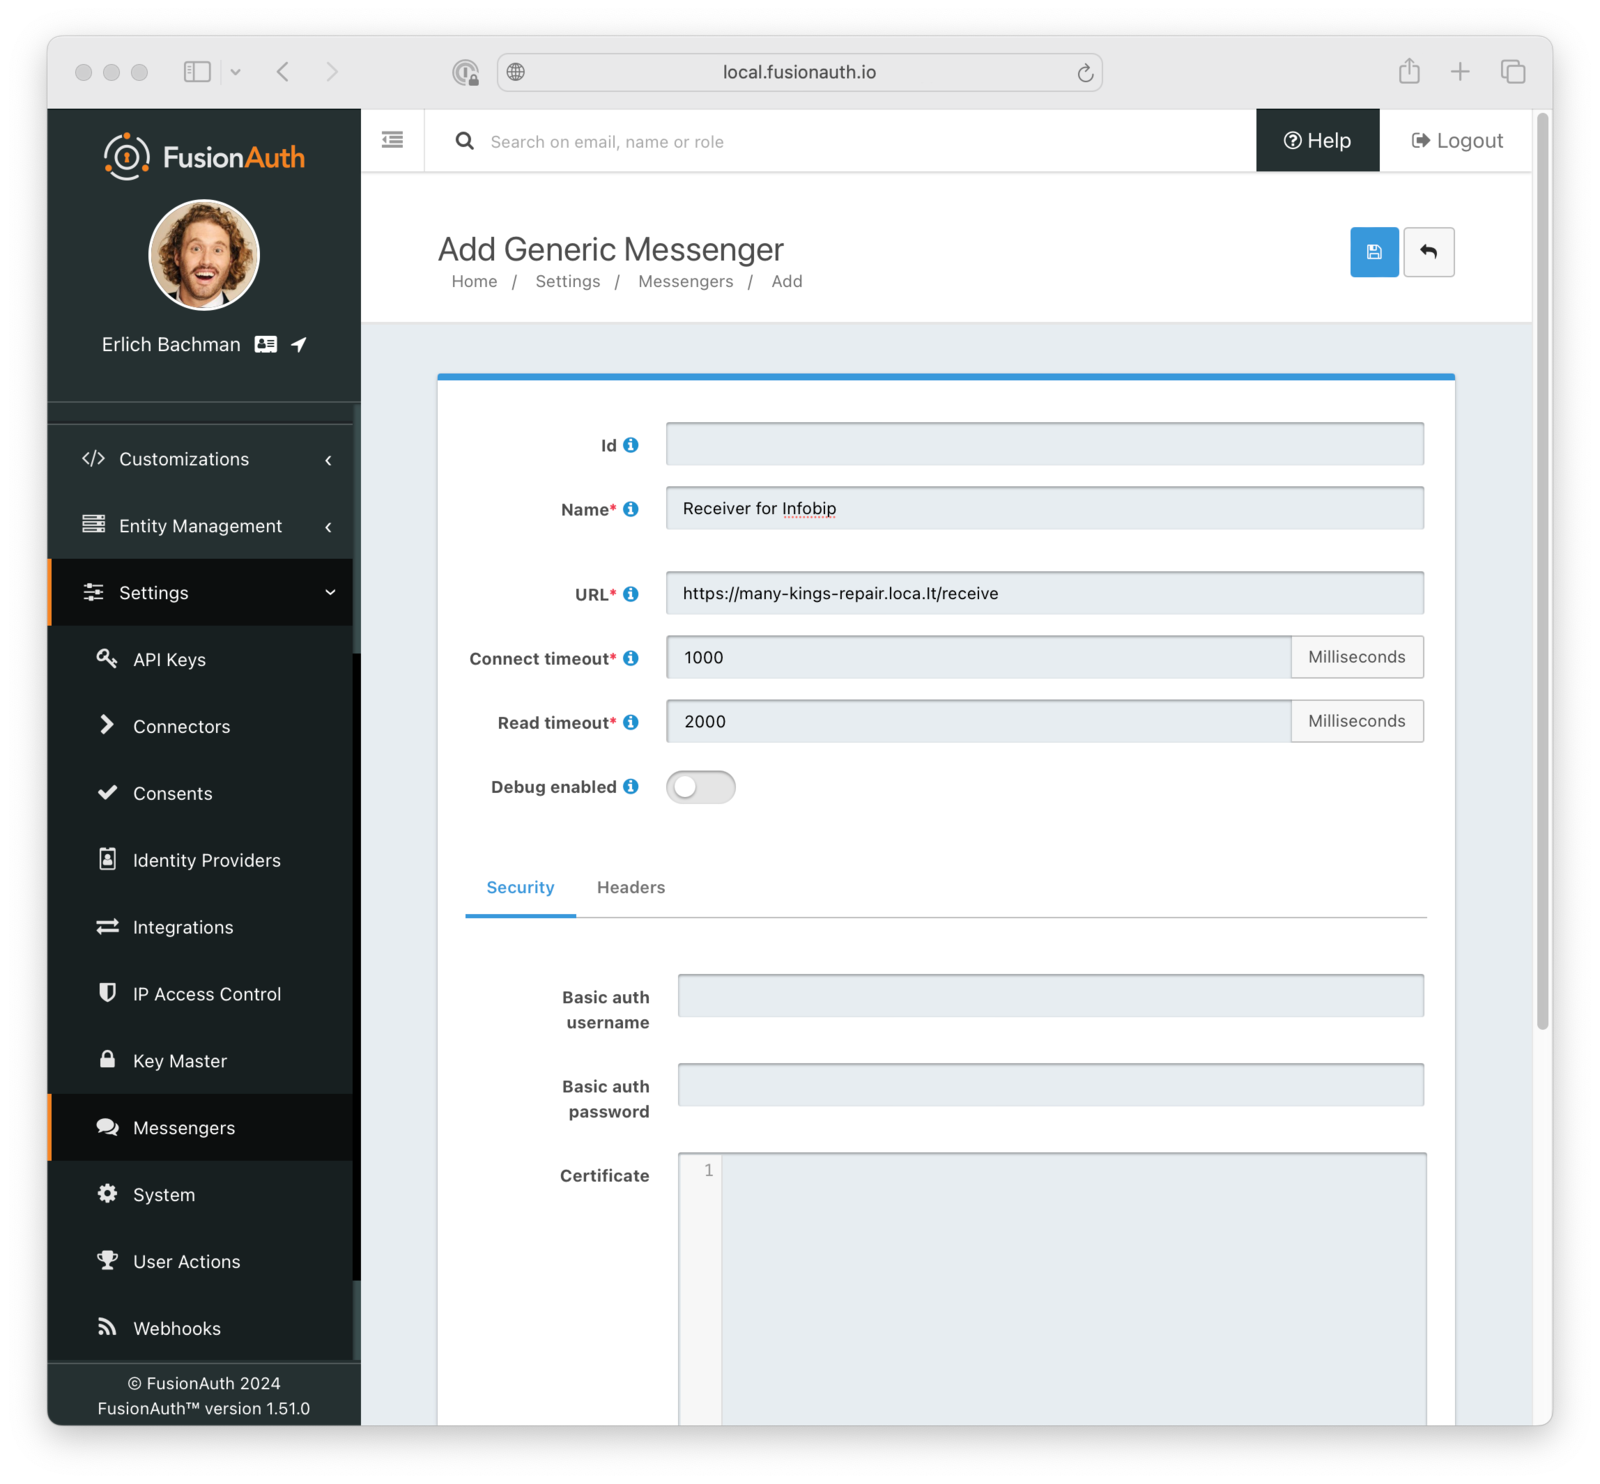 local.fusionauth.io
FusionAuth
Search on email, name or role
Help
Logout
Erlich Bachman
Add Generic Messenger
Home / Settings / Messengers / Add
Customizations
Entity Management
Settings
API Keys
Connectors
Consents
Identity Providers
Integrations
IP Access Control
Key Master
Messengers
System
User Actions
Webhooks
© FusionAuth 2024
FusionAuth™ version 1.51.0
Id
Name* Receiver for Infobip
URL* https://many-kings-repair.loca.lt/receive
Connect timeout* 1000 Milliseconds
Read timeout* 2000 Milliseconds
Debug enabled
Security Headers
Basic auth
username
Basic auth
password
Certificate 1